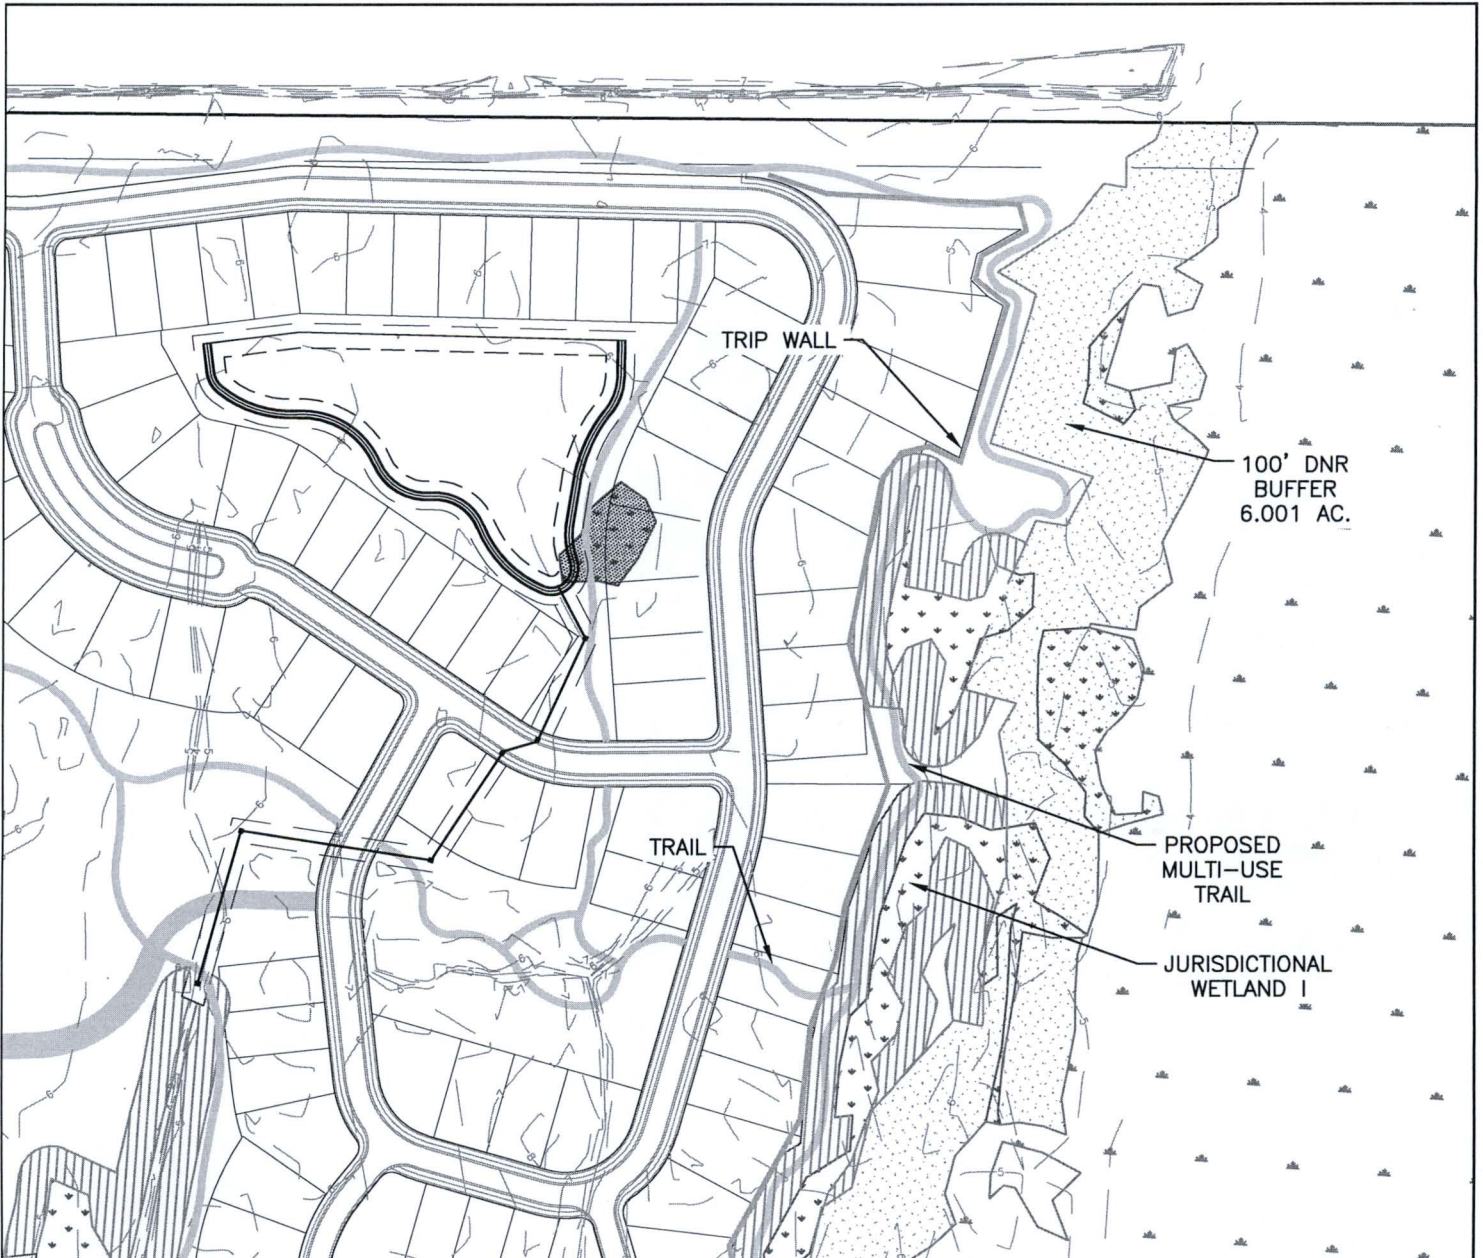 TRIP WALL
100' DNR
BUFFER
6.001 AC.
TRAIL
PROPOSED
MULTI-USE
TRAIL
JURISDICTIONAL
WETLAND I